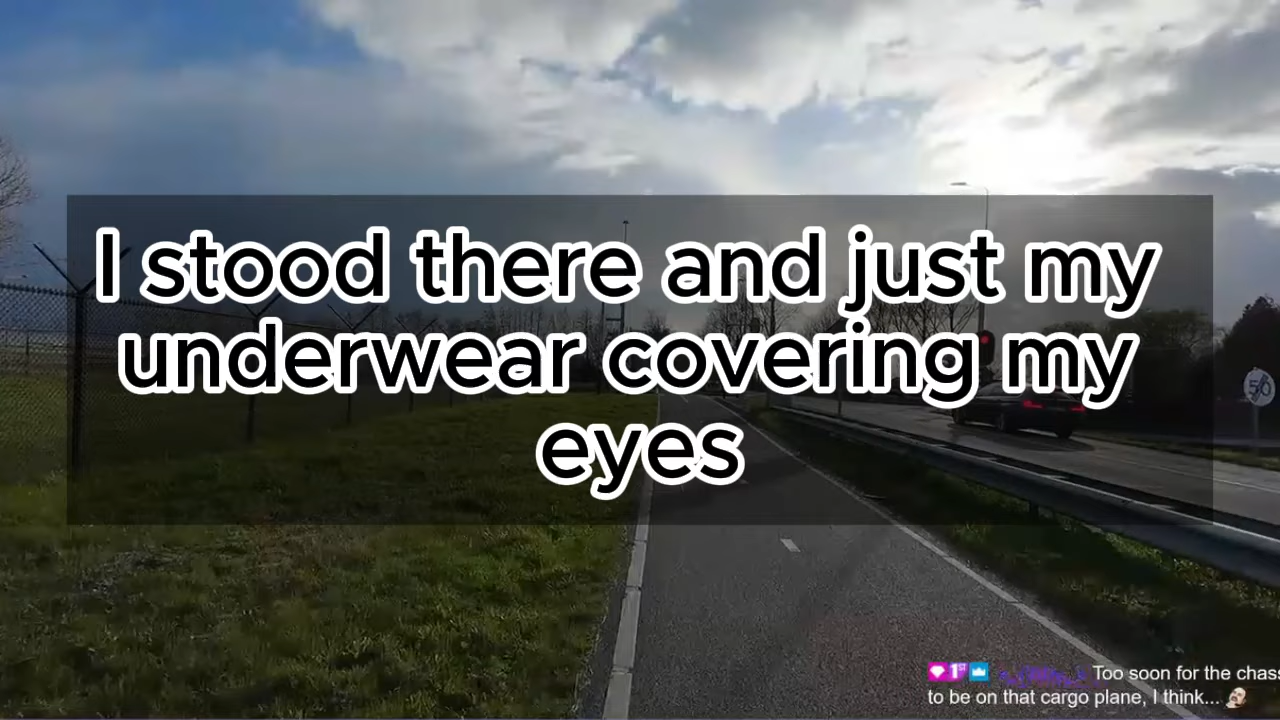 I stood there and just my
underwear covering my
eyes
50
1st
Too soon for the chass
to be on that cargo plane, I think...